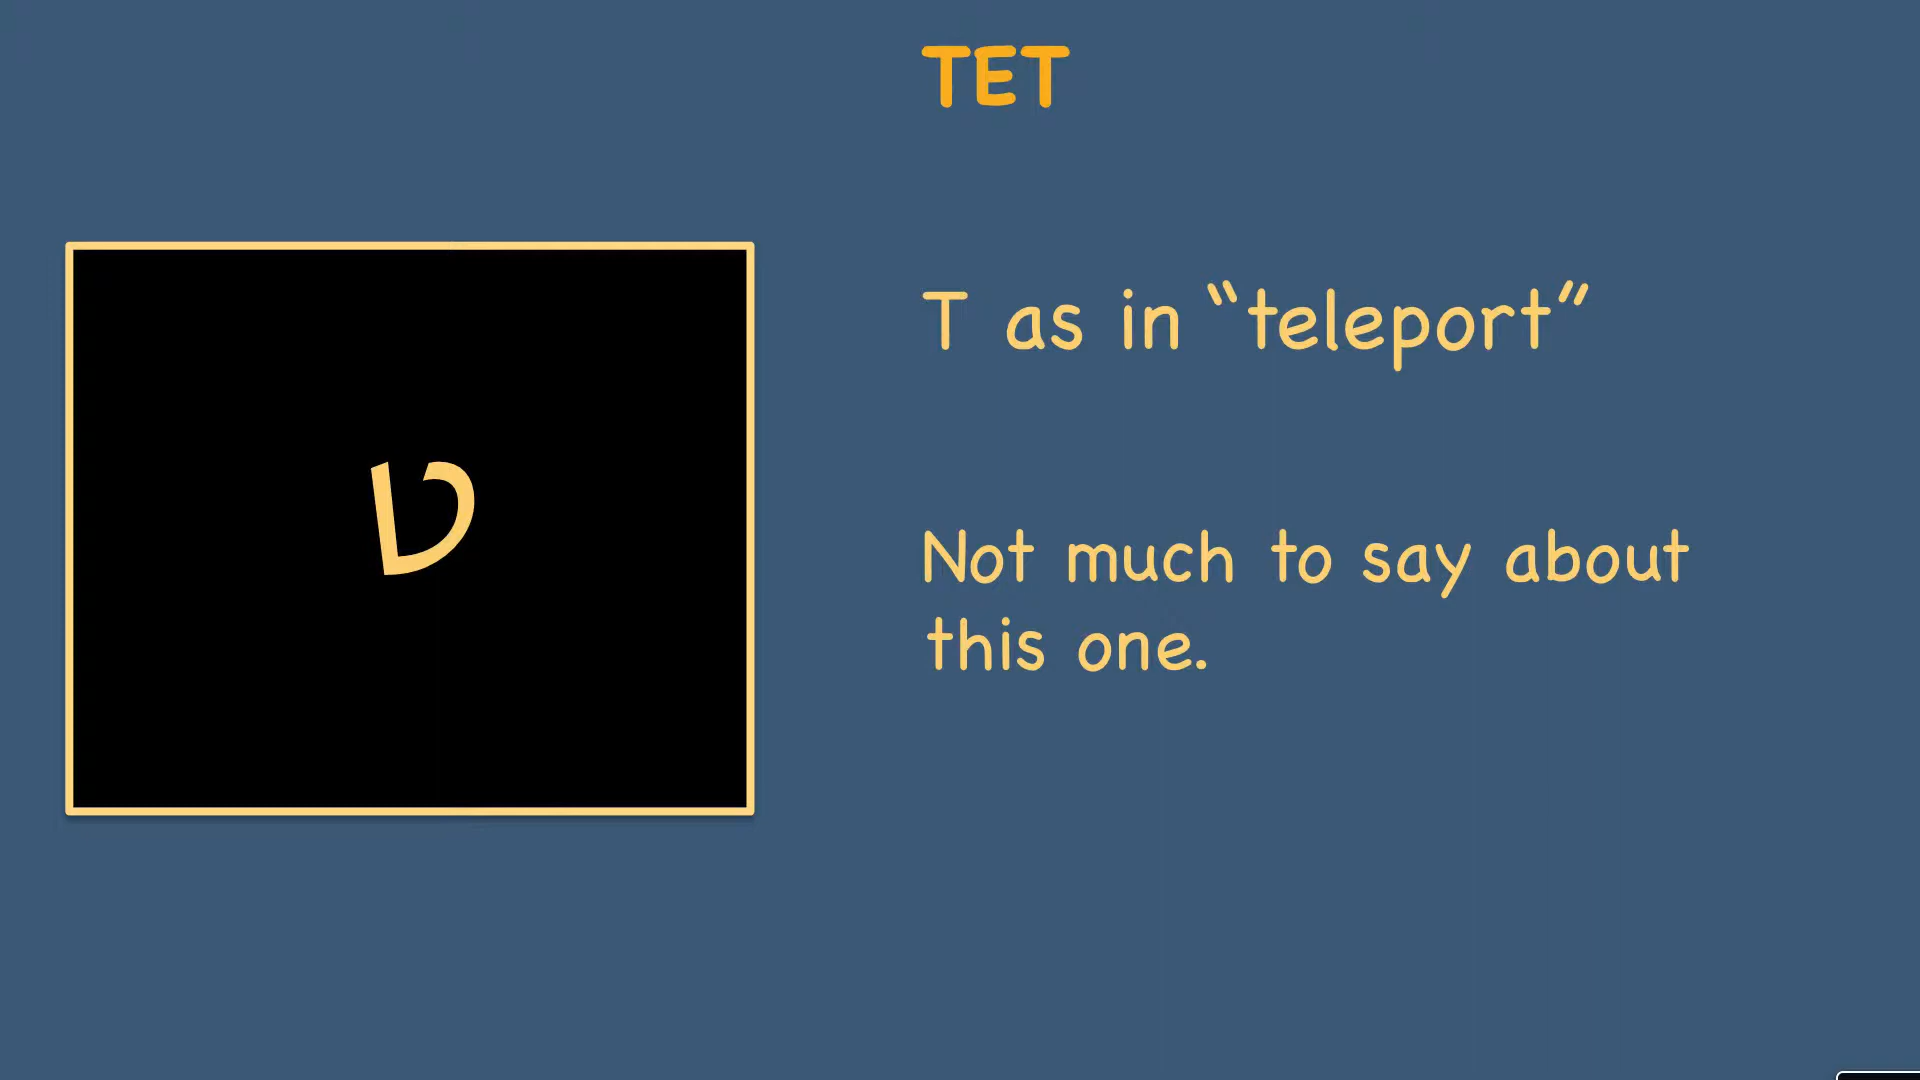 TET
ט
T as in “teleport”
Not much to say about
this one.